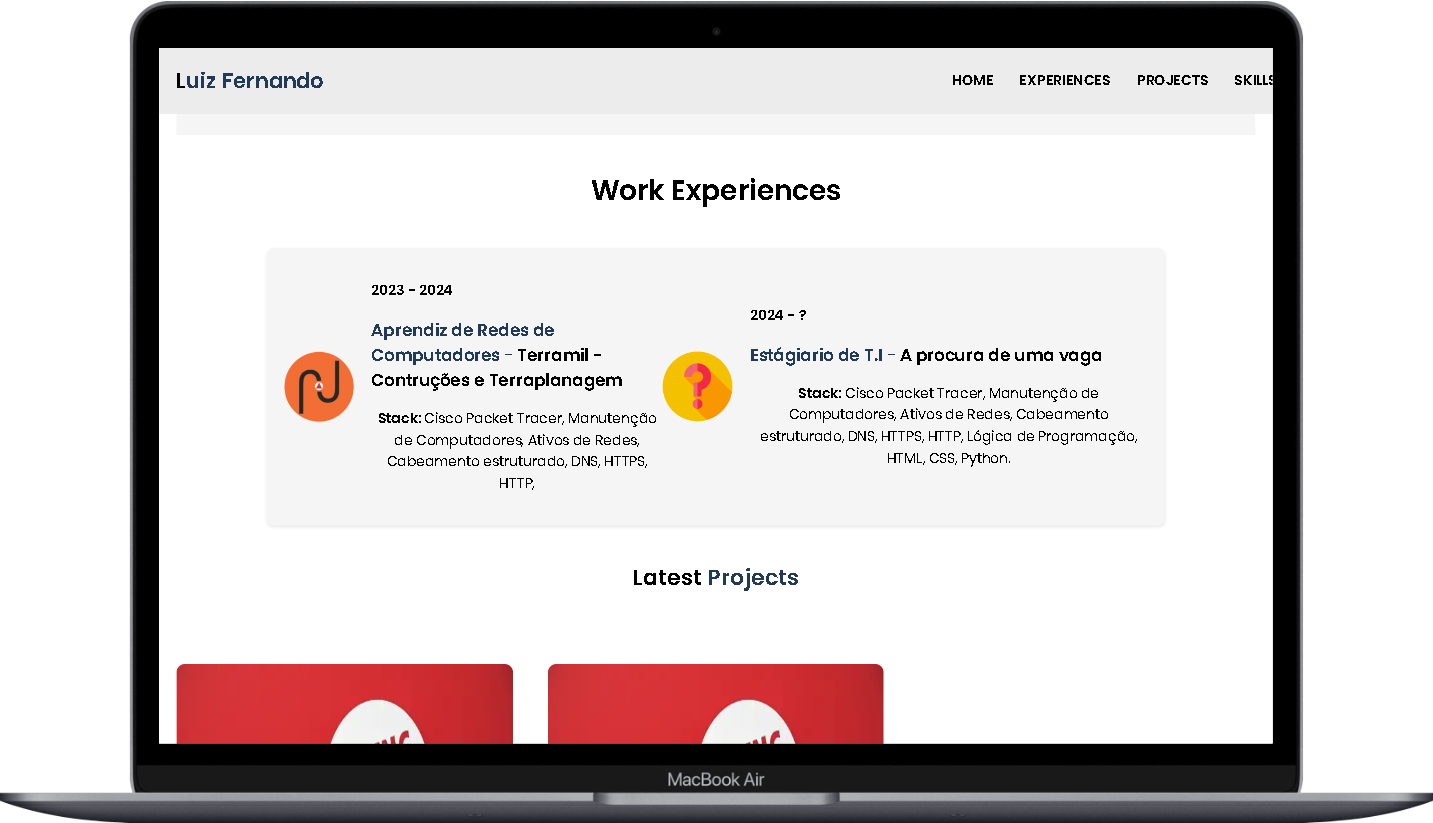 Luiz Fernando
HOME EXPERIENCES PROJECTS SKILLS
Work Experiences
2023 - 2024
Aprendiz de Redes de
Computadores - Terramil -
Contruções e Terraplanagem
Stack: Cisco Packet Tracer, Manutenção
de Computadores, Ativos de Redes,
Cabeamento estruturado, DNS, HTTPS,
HTTP,
2024 - ?
Estágiario de T.I - A procura de uma vaga
Stack: Cisco Packet Tracer, Manutenção de
Computadores, Ativos de Redes, Cabeamento
estruturado, DNS, HTTPS, HTTP, Lógica de Programação,
HTML, CSS, Python.
Latest Projects
MacBook Air